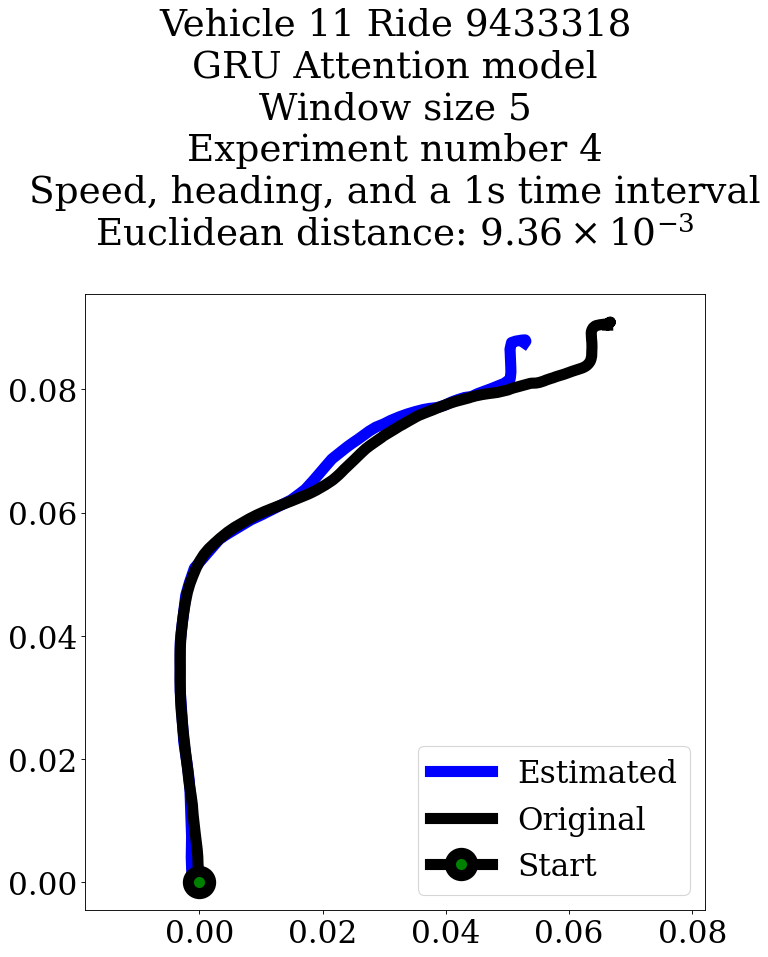 Vehicle 11 Ride 9433318
GRU Attention model
Window size 5
Experiment number 4
Speed, heading, and a 1s time interval
Euclidean distance: 9.36 × 10⁻³
0.08
0.06
0.04
0.02
0.00
Estimated
Original
Start
0.00 0.02 0.04 0.06 0.08